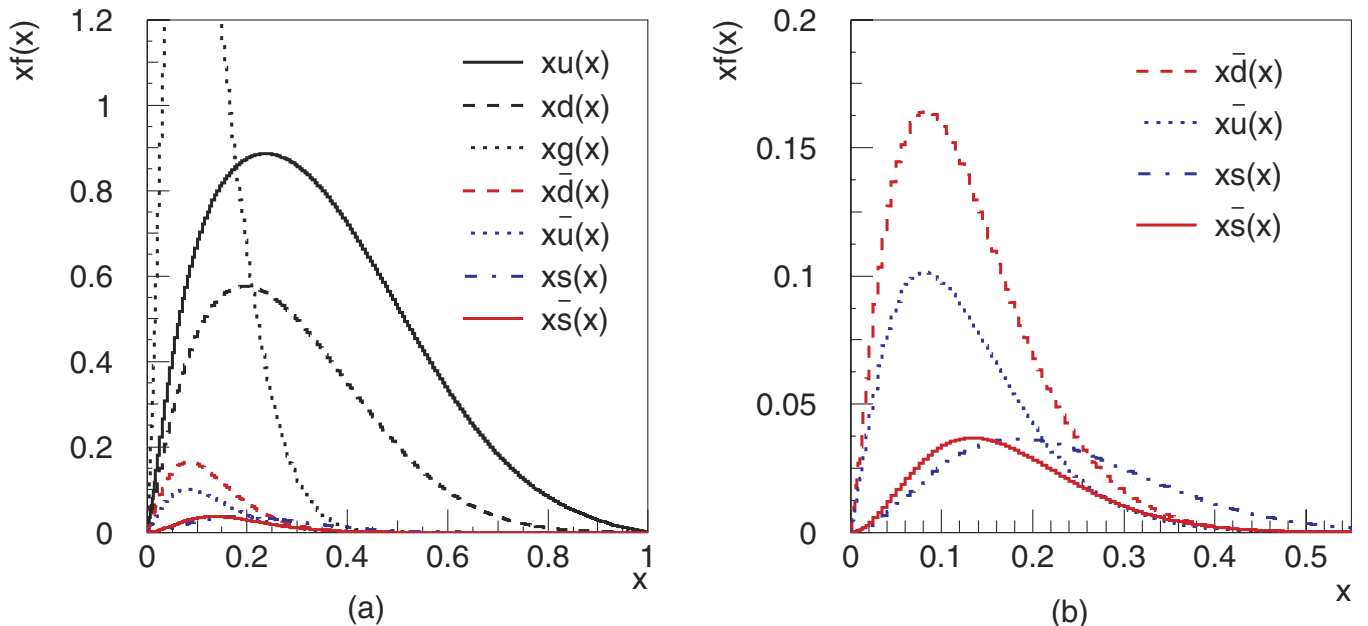 xf(x)
1.2
1
0.8
0.6
0.4
0.2
0
0 0.2 0.4 0.6 0.8 1
x
xu(x)
xd(x)
xg(x)
xd̄(x)
xū(x)
xs(x)
xs̄(x)
(a)
xf(x)
0.2
0.15
0.1
0.05
0
0 0.1 0.2 0.3 0.4 0.5
x
xd̄(x)
xū(x)
xs(x)
xs̄(x)
(b)